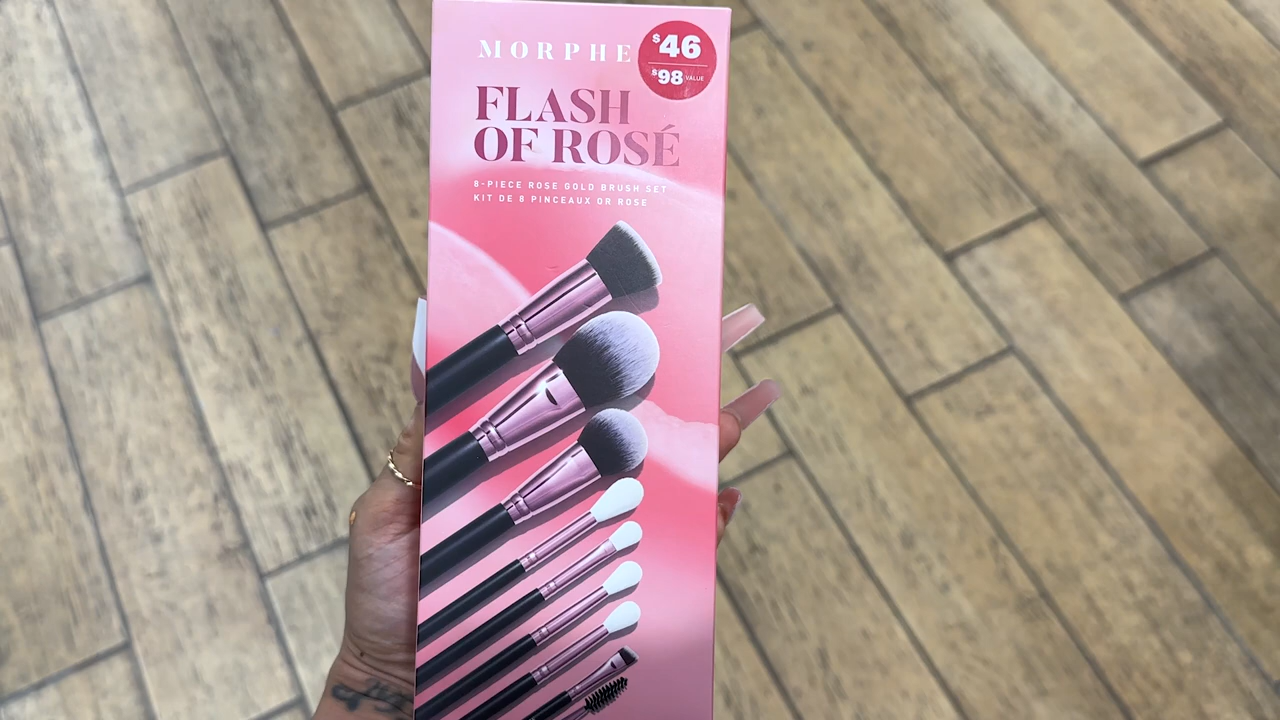 MORPHE
$46
$98 VALUE
FLASH
OF ROSÉ
8-PIECE ROSE GOLD BRUSH SET
KIT DE 8 PINCEAUX OR ROSE